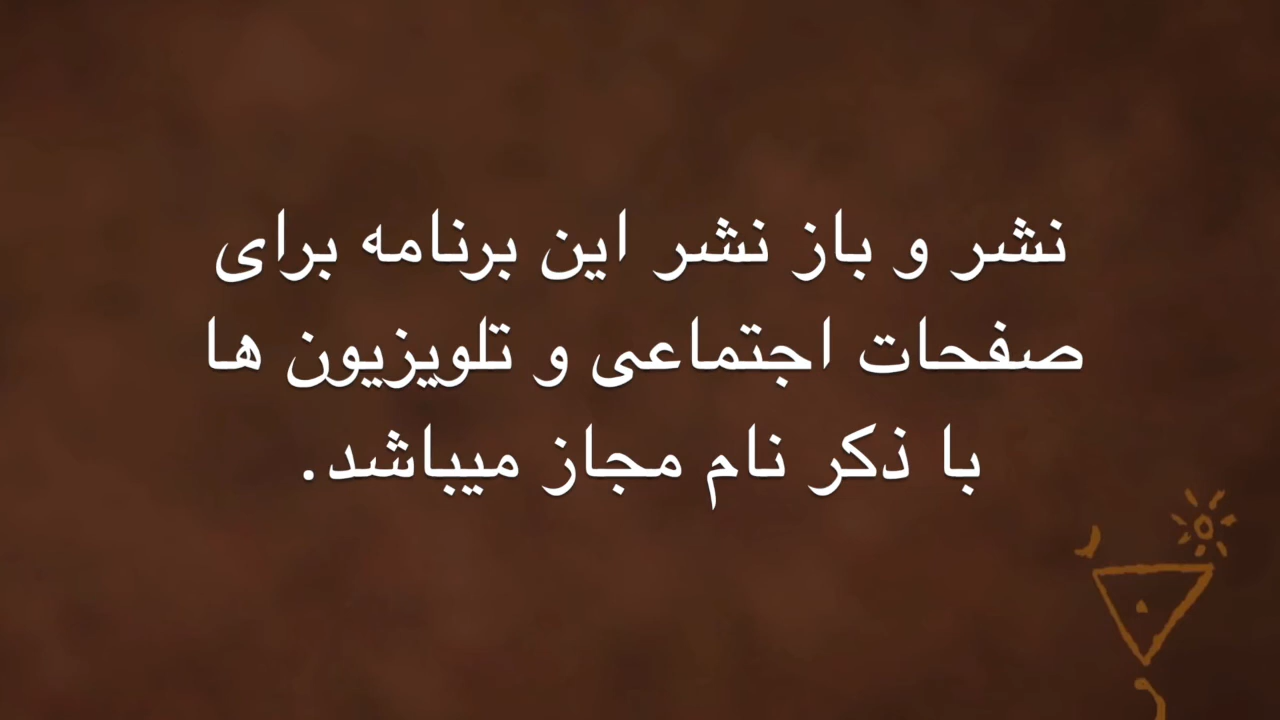 نشر و باز نشر این برنامه برای
صفحات اجتماعی و تلویزیون ها
با ذکر نام مجاز میباشد.